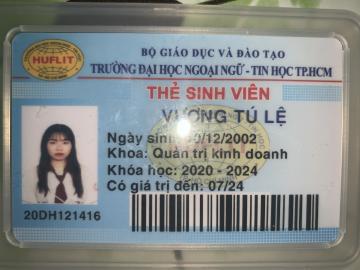 HUFLIT
BỘ GIÁO DỤC VÀ ĐÀO TẠO
TRƯỜNG ĐẠI HỌC NGOẠI NGỮ - TIN HỌC TP.HCM
THẺ SINH VIÊN
VƯƠNG TÚ LỆ
Ngày sinh: /12/2002
Khoa: Quản trị kinh doanh
Khóa học: 2020 - 2024
Có giá trị đến: 07/24
20DH121416